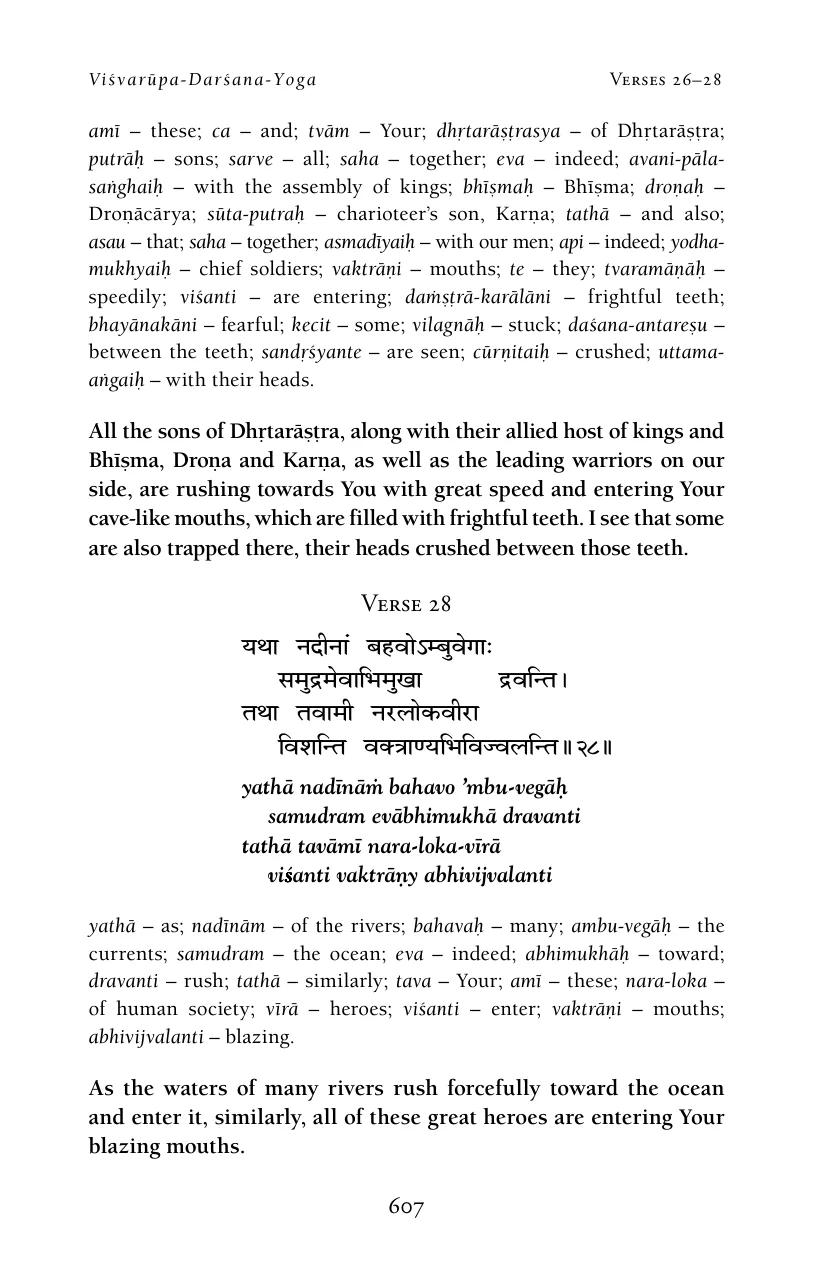 Viśvarūpa-Darśana-Yoga Verses 26–28
amī – these; ca – and; tvām – Your; dhṛtarāṣṭrasya – of Dhṛtarāṣṭra;
putrāḥ – sons; sarve – all; saha – together; eva – indeed; avani-pāla-
saṅghaiḥ – with the assembly of kings; bhīṣmaḥ – Bhīṣma; droṇaḥ –
Droṇācārya; sūta-putraḥ – charioteer’s son, Karṇa; tathā – and also;
asau – that; saha – together; asmadīyaiḥ – with our men; api – indeed; yodha-
mukhyaiḥ – chief soldiers; vaktrāṇi – mouths; te – they; tvaramāṇāḥ –
speedily; viśanti – are entering; daṁṣṭrā-karālāni – frightful teeth;
bhayānakāni – fearful; kecit – some; vilagnāḥ – stuck; daśana-antareṣu –
between the teeth; sandṛśyante – are seen; cūrṇitaiḥ – crushed; uttama-
aṅgaiḥ – with their heads.
All the sons of Dhṛtarāṣṭra, along with their allied host of kings and
Bhīṣma, Droṇa and Karṇa, as well as the leading warriors on our
side, are rushing towards You with great speed and entering Your
cave-like mouths, which are filled with frightful teeth. I see that some
are also trapped there, their heads crushed between those teeth.
Verse 28
यथा नदीनां बहवोऽम्बुवेगाः
समुद्रमेवाभिमुखा द्रवन्ति।
तथा तवामी नरलोकवीरा
विशन्ति वक्त्राण्यभिविज्वलन्ति॥२८॥
yathā nadīnāṁ bahavo ’mbu-vegāḥ
samudram evābhimukhā dravanti
tathā tavāmī nara-loka-vīrā
viśanti vaktrāṇy abhivijvalanti
yathā – as; nadīnām – of the rivers; bahavaḥ – many; ambu-vegāḥ – the
currents; samudram – the ocean; eva – indeed; abhimukhāḥ – toward;
dravanti – rush; tathā – similarly; tava – Your; amī – these; nara-loka –
of human society; vīrā – heroes; viśanti – enter; vaktrāṇi – mouths;
abhivijvalanti – blazing.
As the waters of many rivers rush forcefully toward the ocean
and enter it, similarly, all of these great heroes are entering Your
blazing mouths.
607